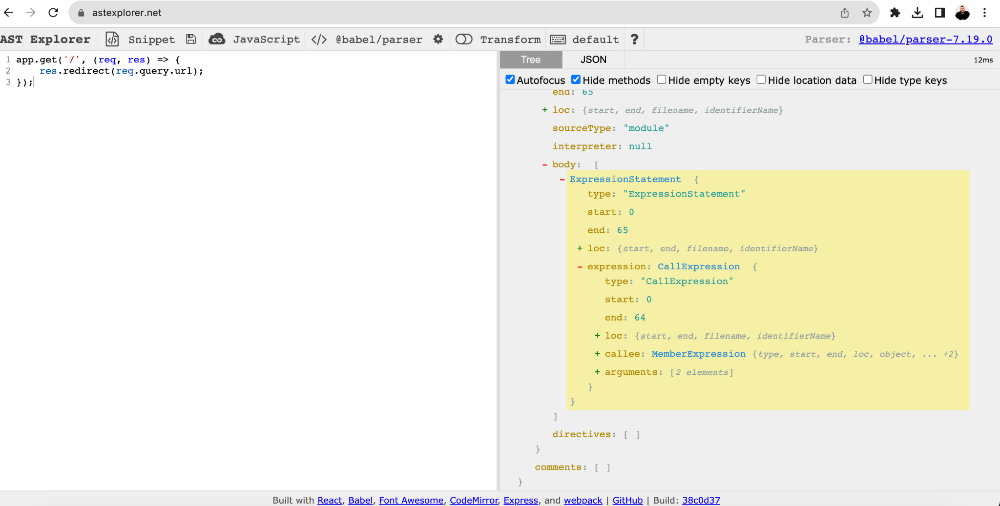 astexplorer.net
AST Explorer Snippet JavaScript </> @babel/parser Transform default ? Parser: @babel/parser-7.19.0
1 app.get('/', (req, res) => {
2     res.redirect(req.query.url);
3 });
Tree JSON 12ms
Autofocus Hide methods Hide empty keys Hide location data Hide type keys
end: 65
+ loc: {start, end, filename, identifierName}
sourceType: "module"
interpreter: null
- body: [
- ExpressionStatement {
type: "ExpressionStatement"
start: 0
end: 65
+ loc: {start, end, filename, identifierName}
- expression: CallExpression {
type: "CallExpression"
start: 0
end: 64
+ loc: {start, end, filename, identifierName}
+ callee: MemberExpression {type, start, end, loc, object, ... +2}
+ arguments: [2 elements]
}
}
]
directives: [ ]
}
comments: [ ]
}
Built with React, Babel, Font Awesome, CodeMirror, Express, and webpack | GitHub | Build: 38c0d37